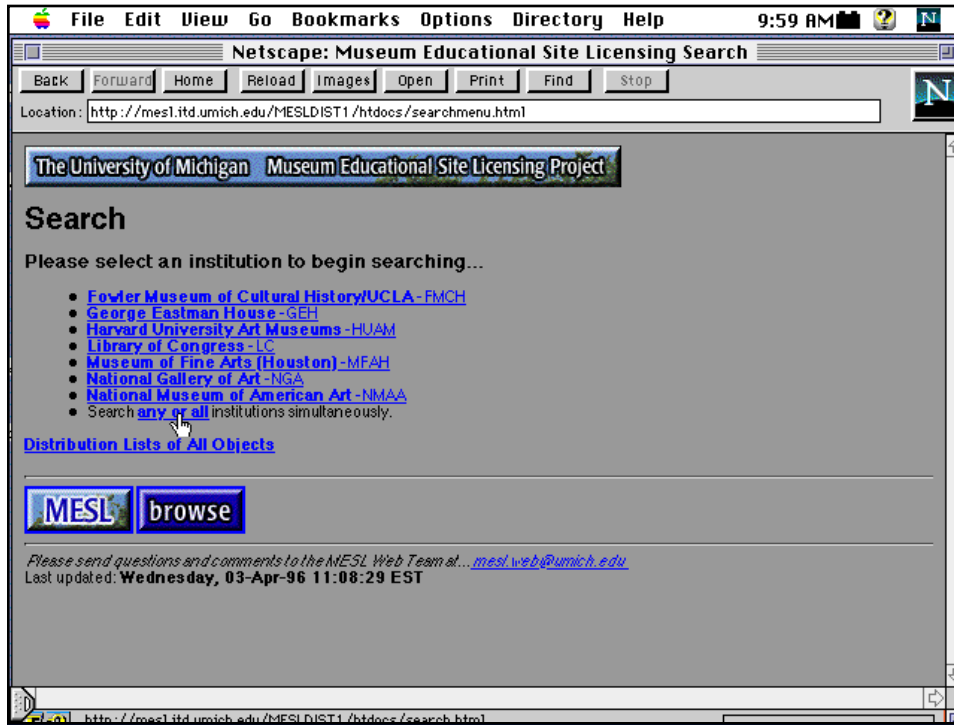 File Edit View Go Bookmarks Options Directory Help 9:59 AM
Netscape: Museum Educational Site Licensing Search
Back Forward Home Reload Images Open Print Find Stop
Location: http://mesl.itd.umich.edu/MESLDIST1/htdocs/searchmenu.html
N
The University of Michigan Museum Educational Site Licensing Project
Search
Please select an institution to begin searching...
Fowler Museum of Cultural History/UCLA-FMCH
George Eastman House-GEH
Harvard University Art Museums-HUAM
Library of Congress-LC
Museum of Fine Arts (Houston)-MFAH
National Gallery of Art-NGA
National Museum of American Art-NMAA
Search any or all institutions simultaneously.
Distribution Lists of All Objects
MESL browse
Please send questions and comments to the MESL Web Team at... mesl.web@umich.edu
Last updated: Wednesday, 03-Apr-96 11:08:29 EST
http://mesl.itd.umich.edu/MESLDIST1/htdocs/search.html